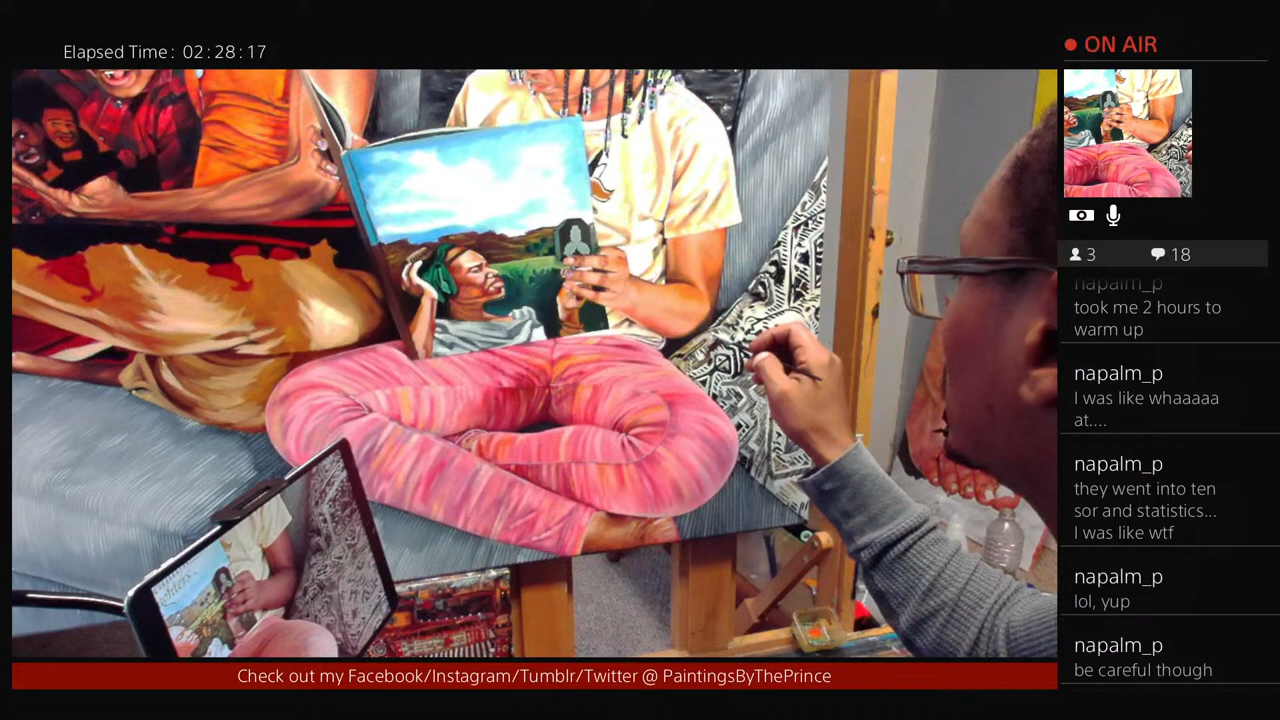 Elapsed Time: 02:28:17
ON AIR
3
18
napalm_p
took me 2 hours to
warm up
napalm_p
I was like whaaaaa
at....
napalm_p
they went into ten
sor and statistics...
I was like wtf
napalm_p
lol, yup
napalm_p
be careful though
Check out my Facebook/Instagram/Tumblr/Twitter @ PaintingsByThePrince